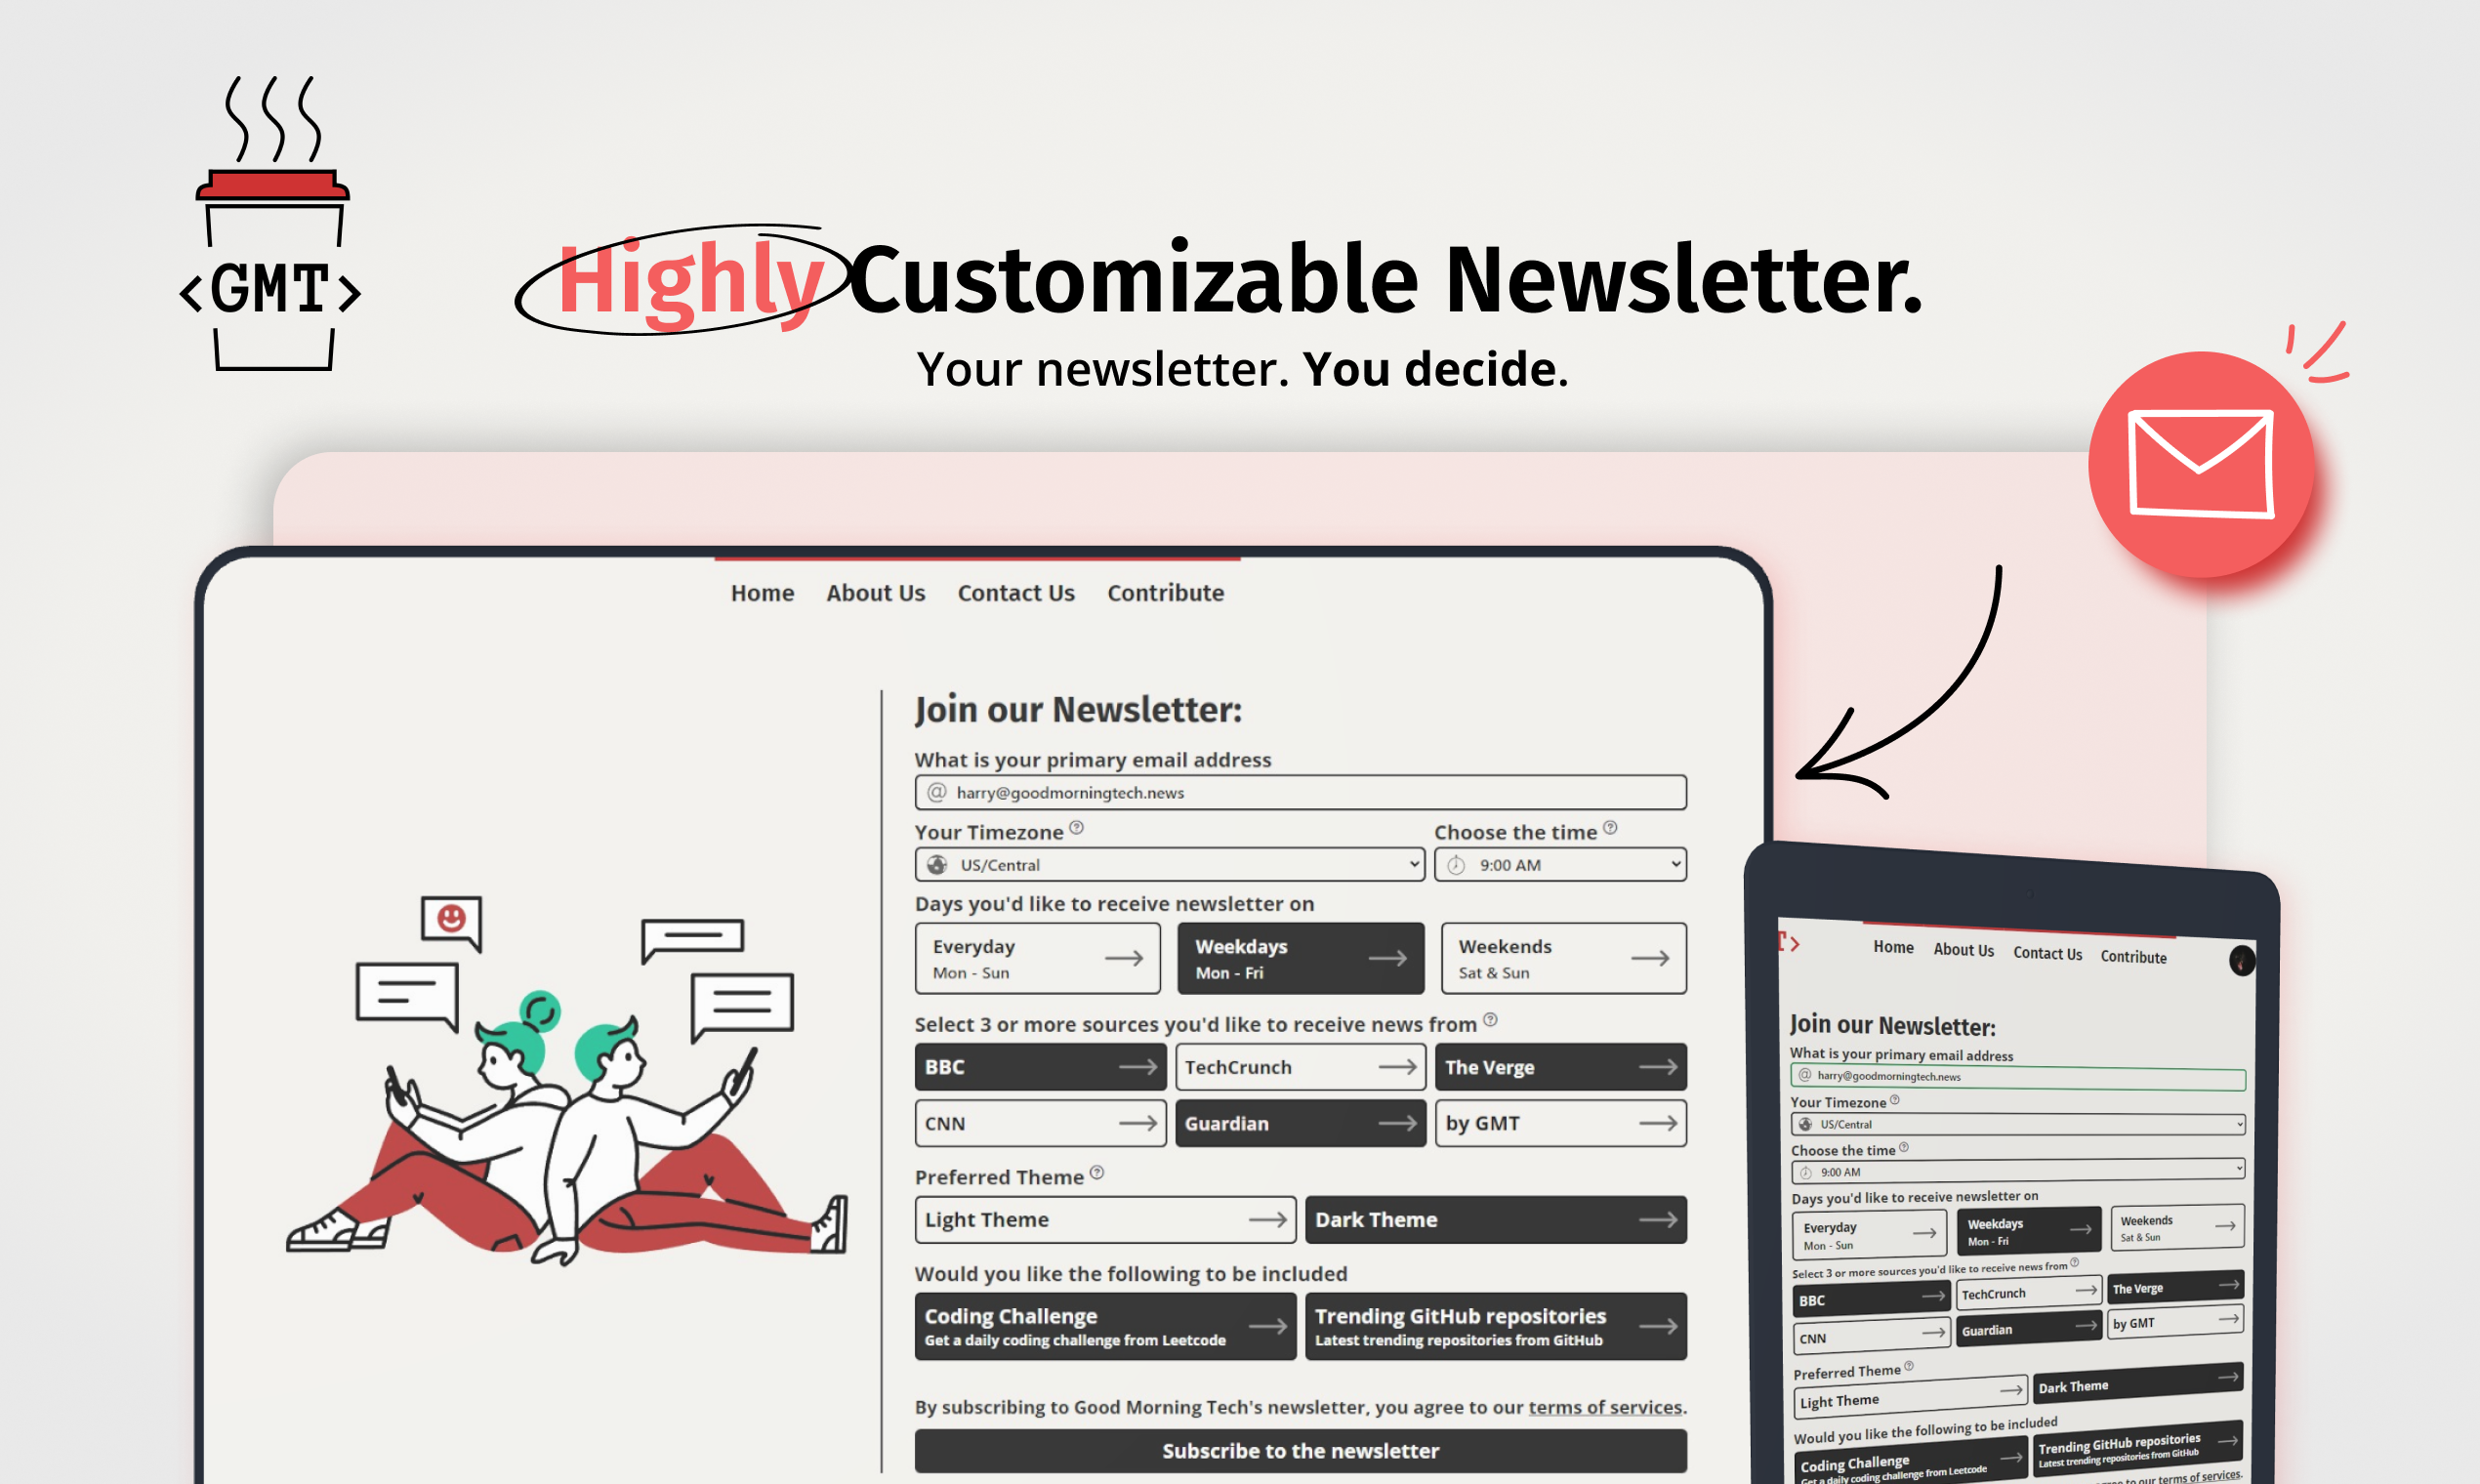 <GMT>
Highly Customizable Newsletter.
Your newsletter. You decide.
Home About Us Contact Us Contribute
Join our Newsletter:
What is your primary email address
@ harry@goodmorningtech.news
Your Timezone ? Choose the time ?
US/Central 9:00 AM
Days you'd like to receive newsletter on
Everyday Weekdays Weekends
Mon - Sun Mon - Fri Sat & Sun
Select 3 or more sources you'd like to receive news from ?
BBC TechCrunch The Verge
CNN Guardian by GMT
Preferred Theme ?
Light Theme Dark Theme
Would you like the following to be included
Coding Challenge Trending GitHub repositories
Get a daily coding challenge from Leetcode Latest trending repositories from GitHub
By subscribing to Good Morning Tech's newsletter, you agree to our terms of services.
Subscribe to the newsletter
T>
Home About Us Contact Us Contribute
Join our Newsletter:
What is your primary email address
@ harry@goodmorningtech.news
Your Timezone ?
US/Central
Choose the time ?
9:00 AM
Days you'd like to receive newsletter on
Everyday Weekdays Weekends
Mon - Sun Mon - Fri Sat & Sun
Select 3 or more sources you'd like to receive news from ?
BBC TechCrunch The Verge
CNN Guardian by GMT
Preferred Theme ?
Light Theme Dark Theme
Would you like the following to be included
Coding Challenge Trending GitHub repositories
Get a daily coding challenge from Leetcode Latest trending repositories from GitHub
to our terms of services.